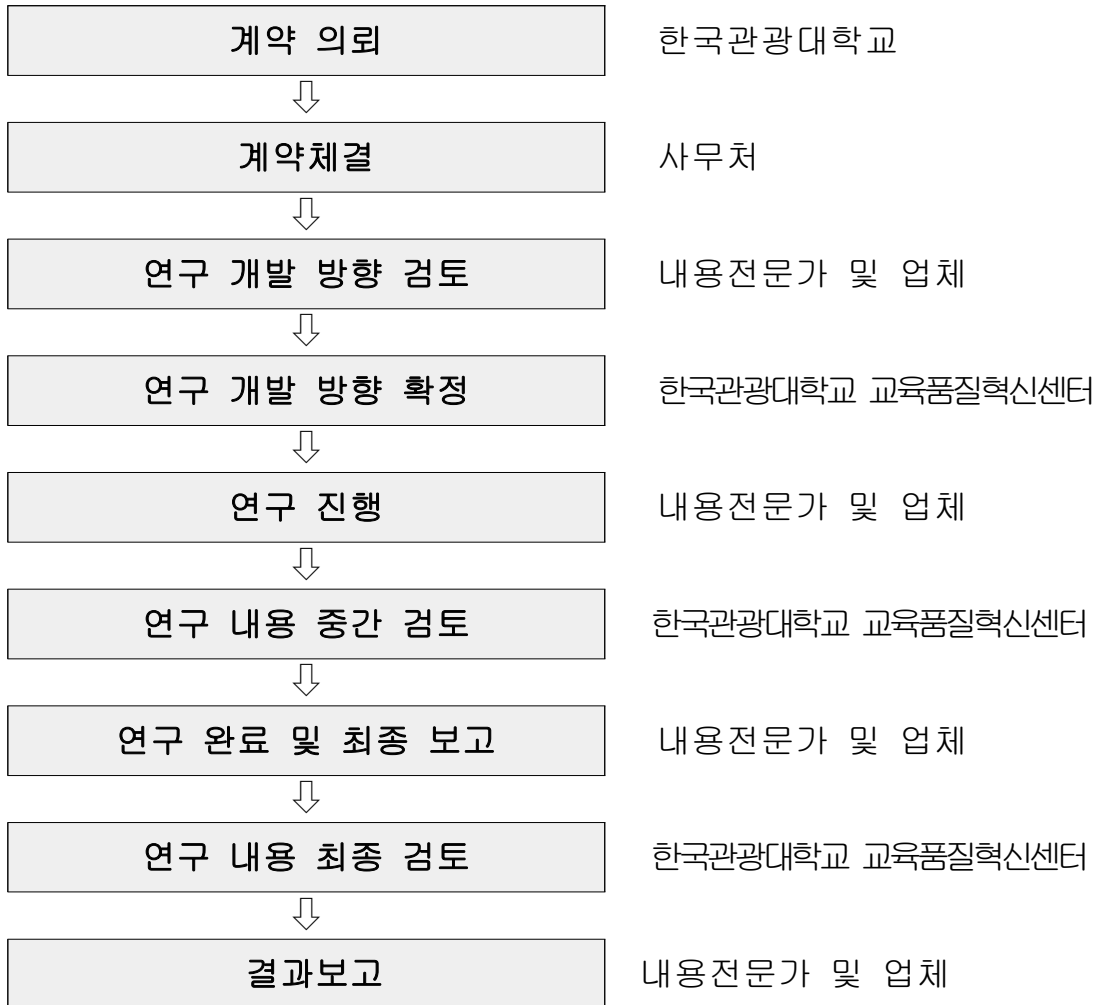 계약 의뢰 한국관광대학교
계약체결 사무처
연구 개발 방향 검토 내용전문가 및 업체
연구 개발 방향 확정 한국관광대학교 교육품질혁신센터
연구 진행 내용전문가 및 업체
연구 내용 중간 검토 한국관광대학교 교육품질혁신센터
연구 완료 및 최종 보고 내용전문가 및 업체
연구 내용 최종 검토 한국관광대학교 교육품질혁신센터
결과보고 내용전문가 및 업체